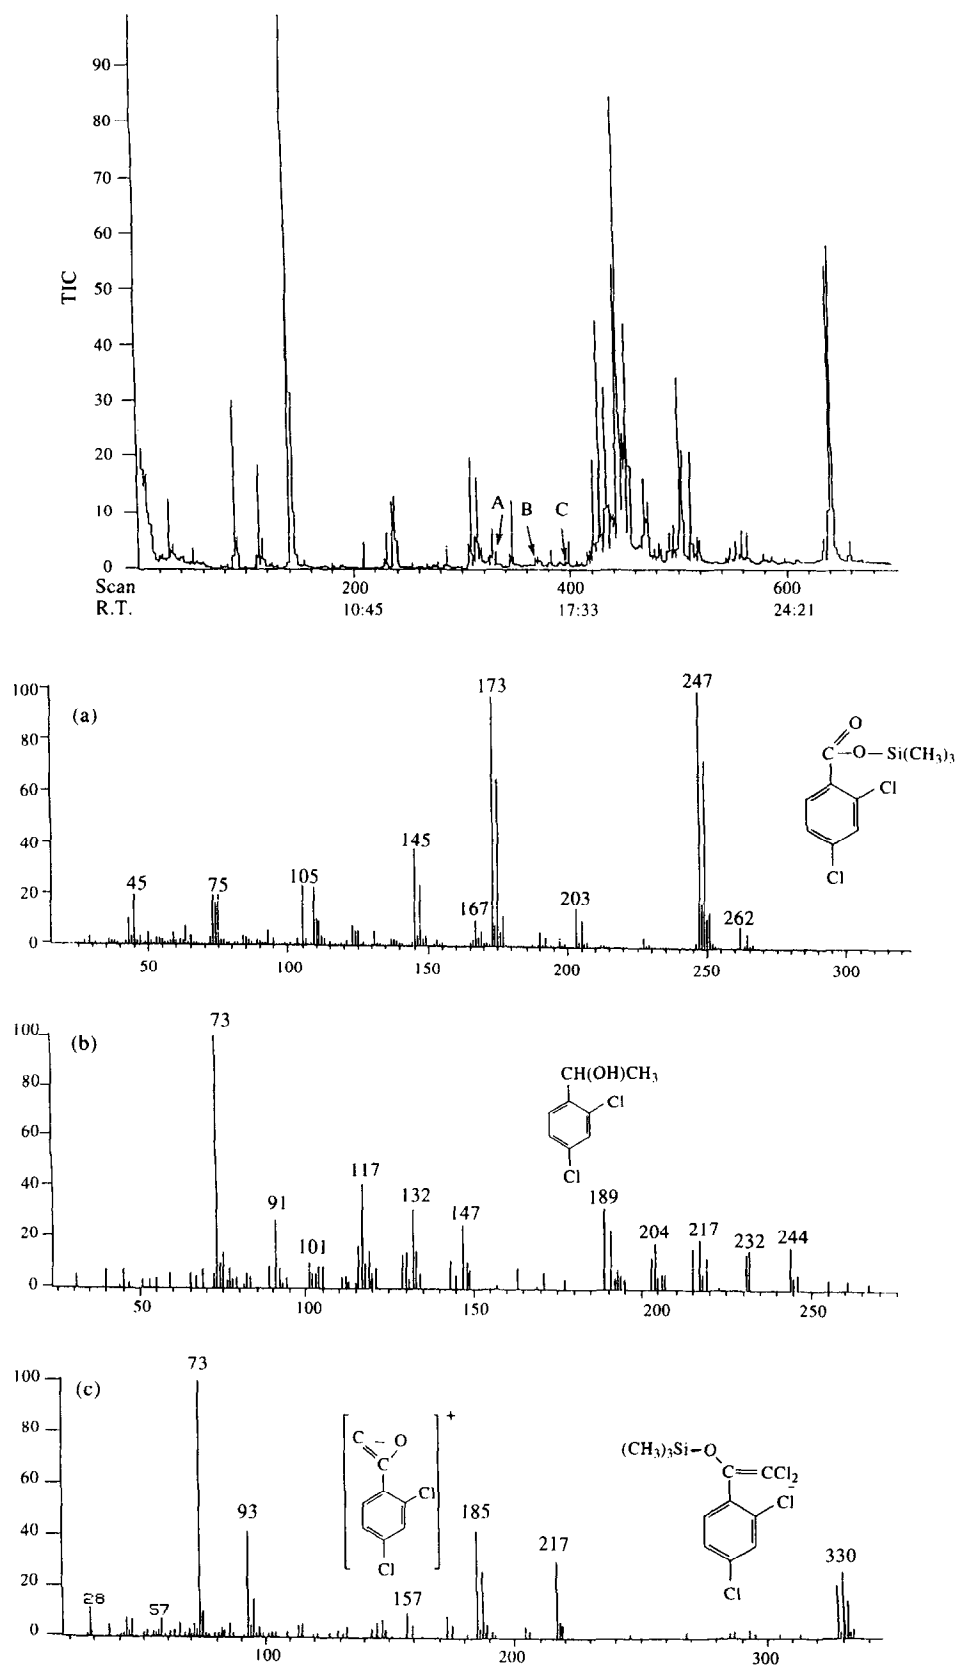 90
80
70
60
50
40
30
20
10
0
TIC
A
B
C
Scan 200 400 600
R.T. 10:45 17:33 24:21
(a)
100
80
60
40
20
0
45
75
105
145
167
173
203
247
262
50 100 150 200 250 300
O
C—O—Si(CH₃)₃
Cl
Cl
(b)
100
80
60
40
20
0
73
91
101
117
132
147
189
204
217
232
244
50 100 150 200 250
CH(OH)CH₃
Cl
Cl
(c)
100
80
60
40
20
0
28
57
73
93
157
185
217
330
100 200 300
+
C—O
C
Cl
Cl
(CH₃)₃Si—O
C=CCl₂
Cl
Cl